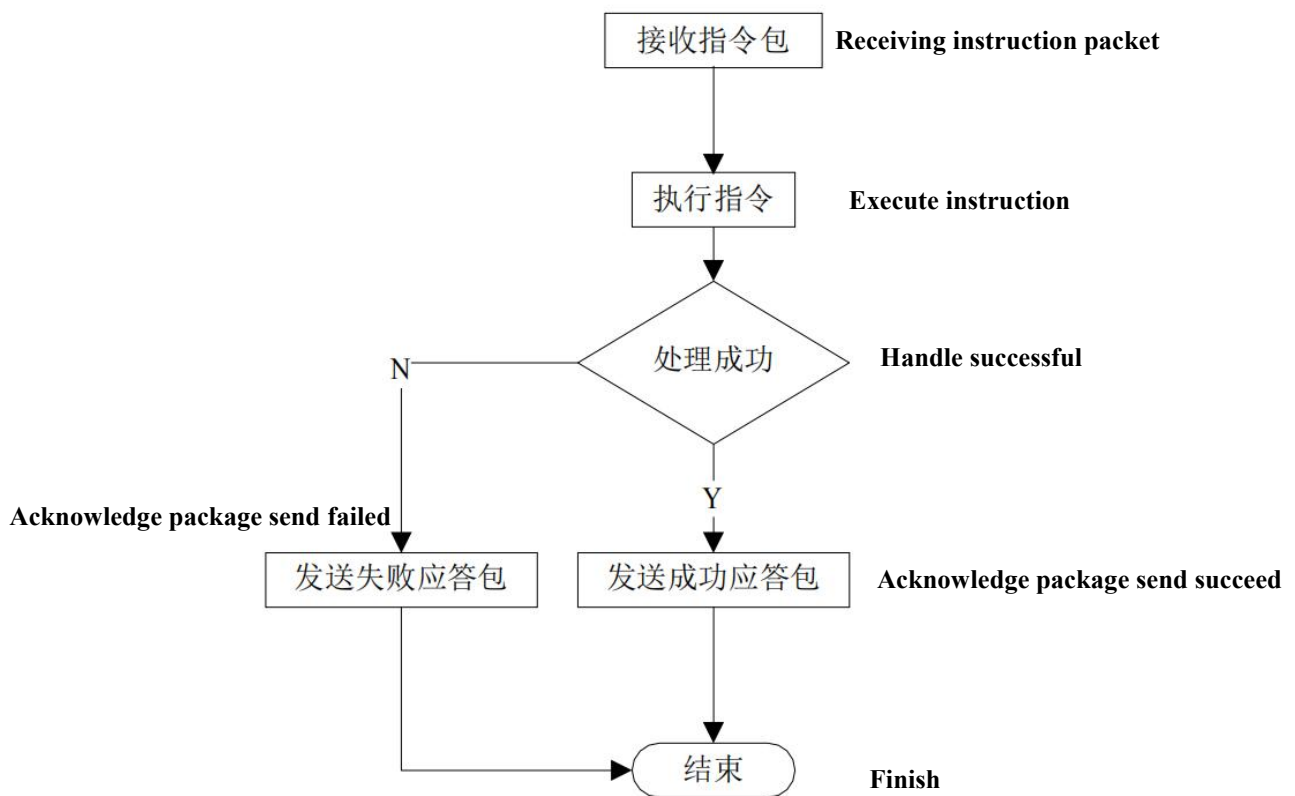 接收指令包
Receiving instruction packet
执行指令
Execute instruction
处理成功
Handle successful
N
Y
Acknowledge package send failed
发送失败应答包
发送成功应答包
Acknowledge package send succeed
结束
Finish